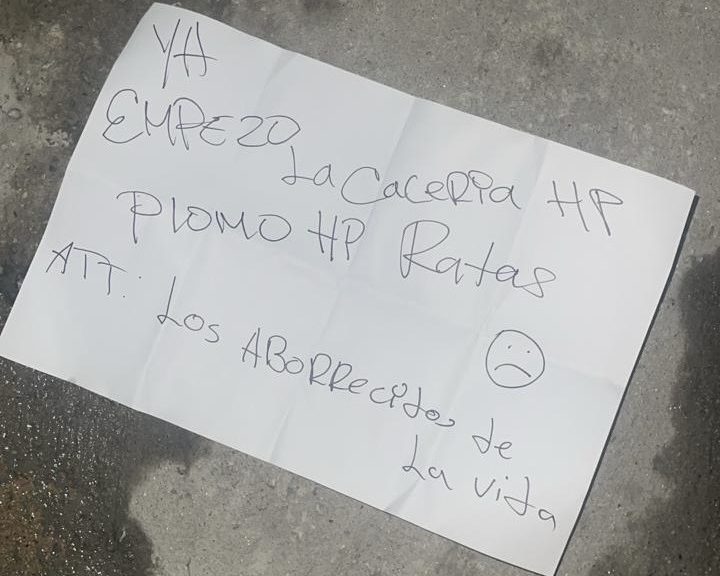 YA
EMPEZO
La CaceRia HP
PlOMO HP Ratas
ATT: Los ABoRRecidos de
La vida